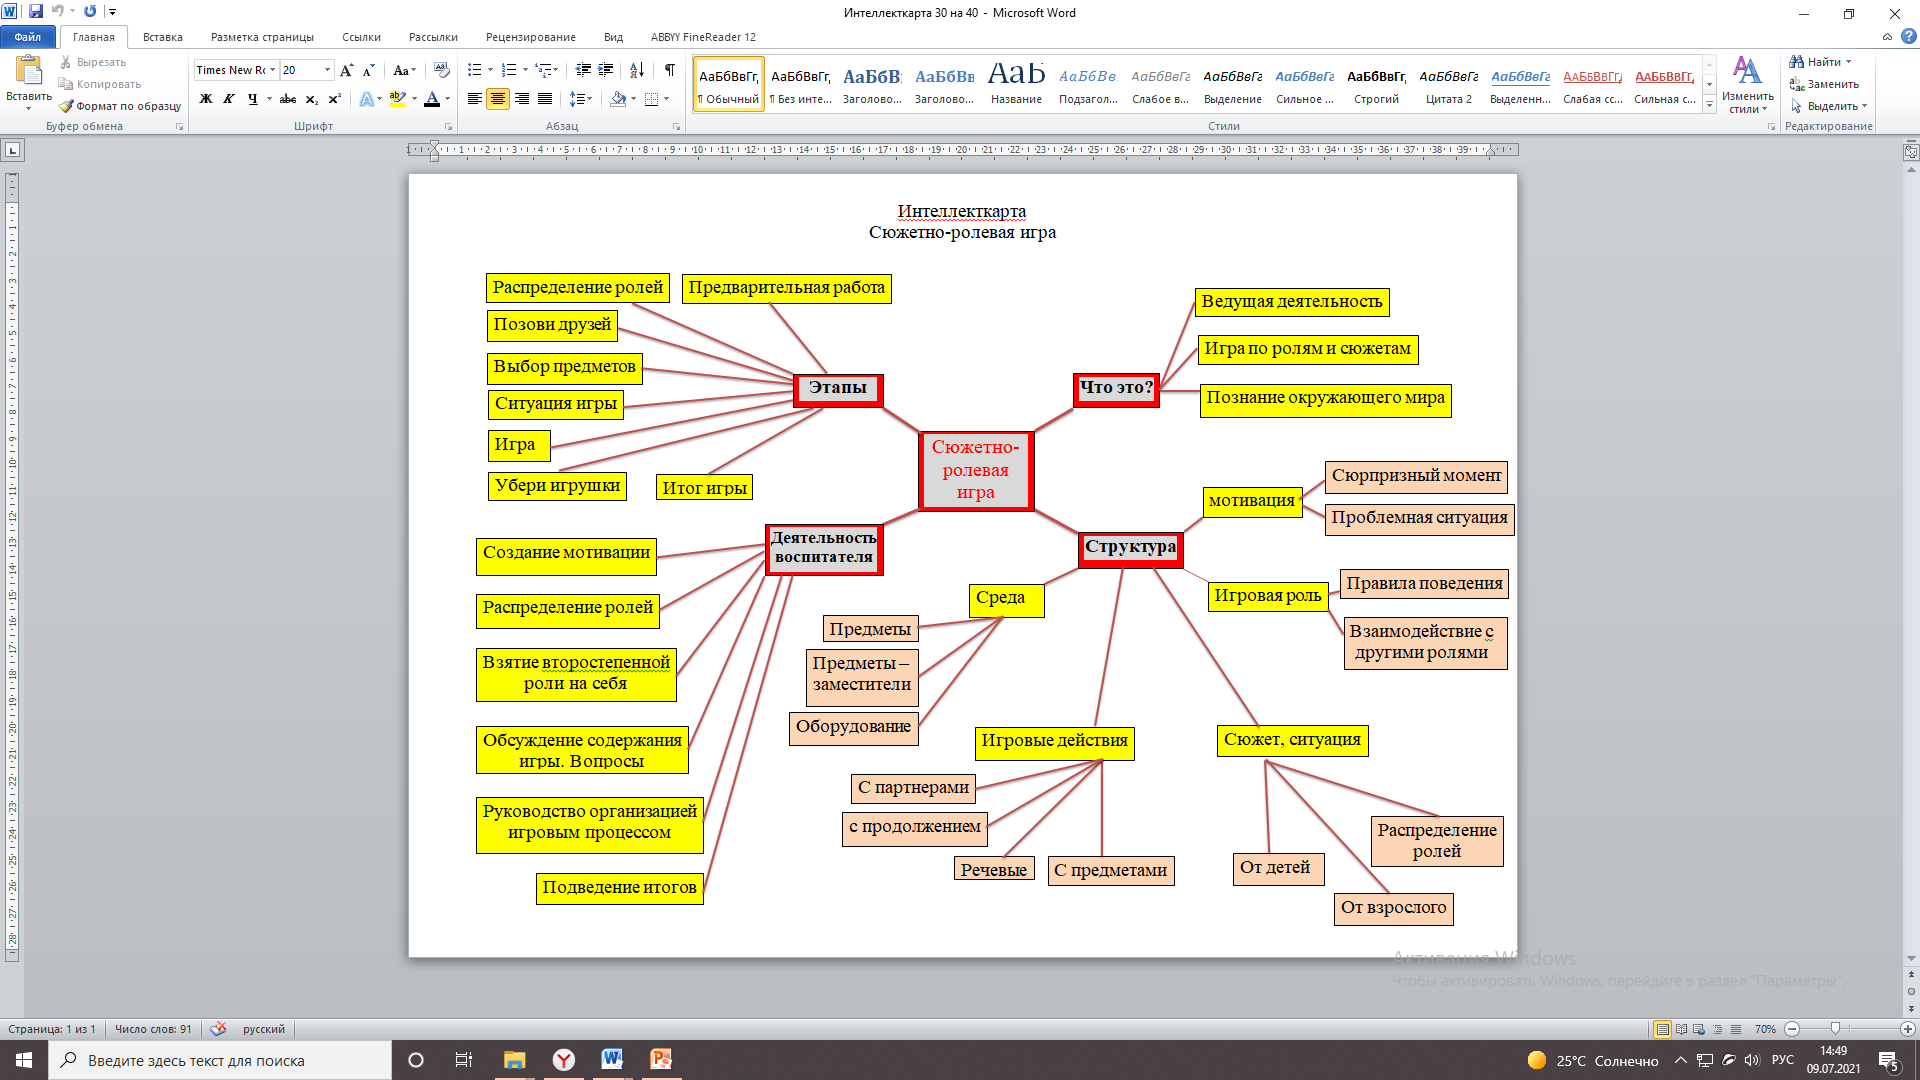 Интеллекткарта 30 на 40 - Microsoft Word
Файл Главная Вставка Разметка страницы Ссылки Рассылки Рецензирование Вид ABBYY FineReader 12
Вставить
Вырезать
Копировать
Формат по образцу
Буфер обмена
Times New Rc 20
Шрифт
Абзац
¶ Обычный ¶ Без инте... Заголово... Заголово... Название Подзагол... Слабое в... Выделение Сильное ... Строгий Цитата 2 Выделенн... Слабая сс... Сильная с...
Стили
Изменить стили
Найти
Заменить
Выделить
Редактирование
Интеллекткарта
Сюжетно-ролевая игра
Распределение ролей
Предварительная работа
Позови друзей
Выбор предметов
Ситуация игры
Игра
Убери игрушки
Итог игры
Этапы
Что это?
Ведущая деятельность
Игра по ролям и сюжетам
Познание окружающего мира
Сюжетно-
ролевая
игра
Деятельность
воспитателя
Создание мотивации
Распределение ролей
Взятие второстепенной
роли на себя
Обсуждение содержания
игры. Вопросы
Руководство организацией
игровым процессом
Подведение итогов
Структура
мотивация
Сюрпризный момент
Проблемная ситуация
Игровая роль
Правила поведения
Взаимодействие с
другими ролями
Среда
Предметы
Предметы –
заместители
Оборудование
Игровые действия
С партнерами
с продолжением
Речевые
С предметами
Сюжет, ситуация
Распределение
ролей
От детей
От взрослого
Активация Windows
Чтобы активировать Windows, перейдите в раздел "Параметры".
Страница: 1 из 1 Число слов: 91 русский
70%
Введите здесь текст для поиска
25°C Солнечно
РУС
14:49
09.07.2021
5